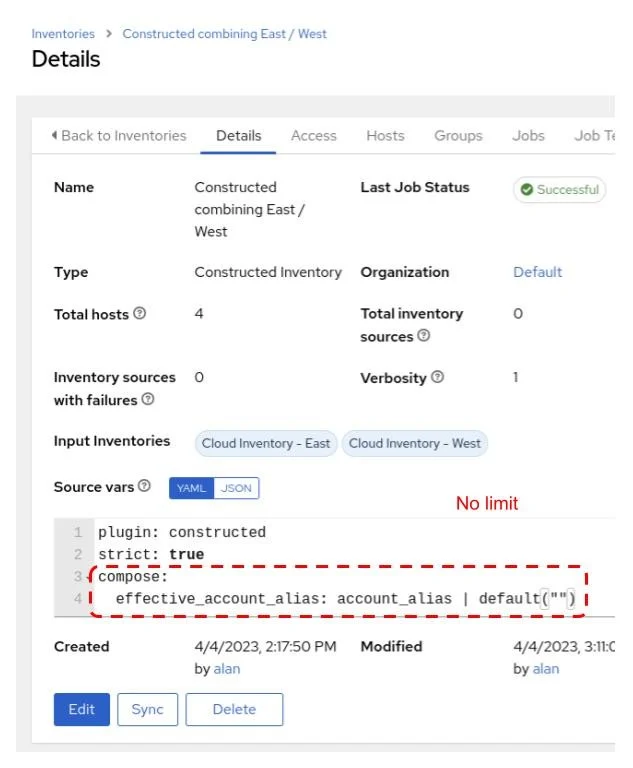 Inventories > Constructed combining East / West
Details
Back to Inventories Details Access Hosts Groups Jobs Job Te
Name Constructed combining East / West Last Job Status Successful
Type Constructed Inventory Organization Default
Total hosts 4 Total inventory sources 0
Inventory sources with failures 0 Verbosity 1
Input Inventories Cloud Inventory - East Cloud Inventory - West
Source vars YAML JSON
No limit
1 plugin: constructed
2 strict: true
3 compose:
4 effective_account_alias: account_alias | default("")
Created 4/4/2023, 2:17:50 PM by alan Modified 4/4/2023, 3:11:0 by alan
Edit Sync Delete